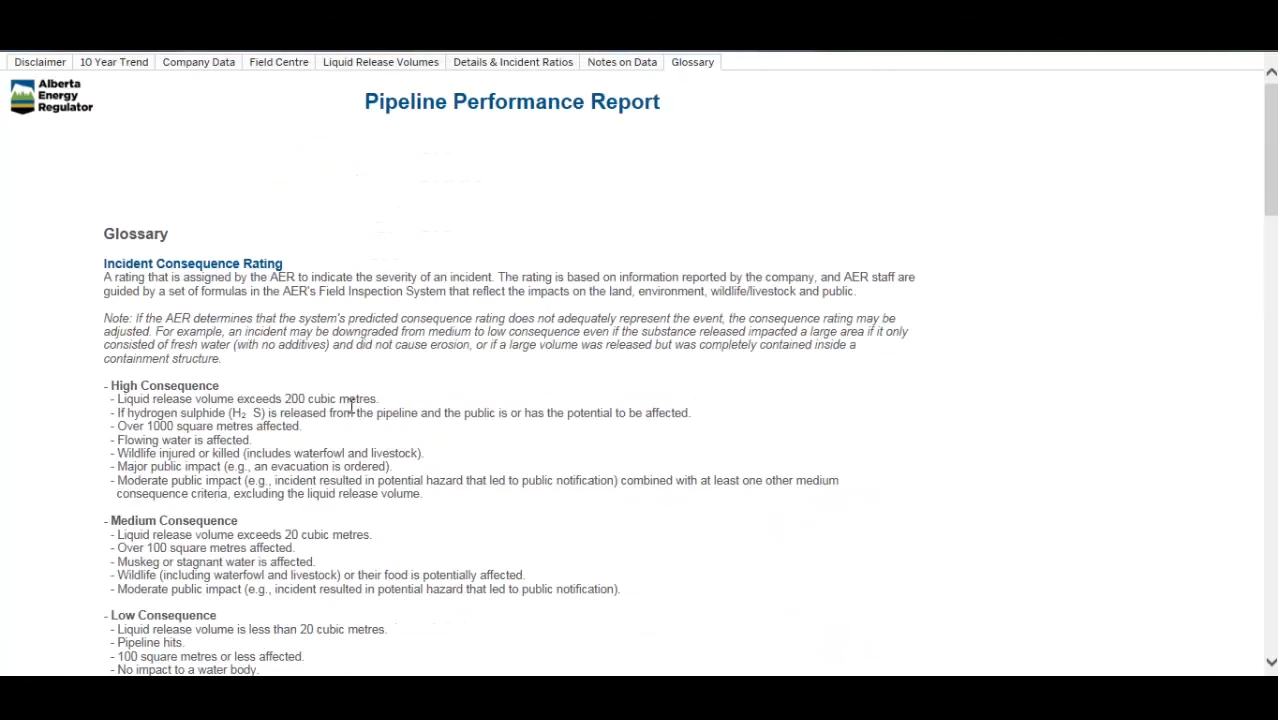 Disclaimer 10 Year Trend Company Data Field Centre Liquid Release Volumes Details & Incident Ratios Notes on Data Glossary
Alberta
Energy
Regulator
Pipeline Performance Report
Glossary
Incident Consequence Rating
A rating that is assigned by the AER to indicate the severity of an incident. The rating is based on information reported by the company, and AER staff are
guided by a set of formulas in the AER's Field Inspection System that reflect the impacts on the land, environment, wildlife/livestock and public.
Note: If the AER determines that the system's predicted consequence rating does not adequately represent the event, the consequence rating may be
adjusted. For example, an incident may be downgraded from medium to low consequence even if the substance released impacted a large area if it only
consisted of fresh water (with no additives) and did not cause erosion, or if a large volume was released but was completely contained inside a
containment structure.
- High Consequence
- Liquid release volume exceeds 200 cubic metres.
- If hydrogen sulphide (H₂ S) is released from the pipeline and the public is or has the potential to be affected.
- Over 1000 square metres affected.
- Flowing water is affected.
- Wildlife injured or killed (includes waterfowl and livestock).
- Major public impact (e.g., an evacuation is ordered).
- Moderate public impact (e.g., incident resulted in potential hazard that led to public notification) combined with at least one other medium
consequence criteria, excluding the liquid release volume.
- Medium Consequence
- Liquid release volume exceeds 20 cubic metres.
- Over 100 square metres affected.
- Muskeg or stagnant water is affected.
- Wildlife (including waterfowl and livestock) or their food is potentially affected.
- Moderate public impact (e.g., incident resulted in potential hazard that led to public notification).
- Low Consequence
- Liquid release volume is less than 20 cubic metres.
- Pipeline hits.
- 100 square metres or less affected.
- No impact to a water body.